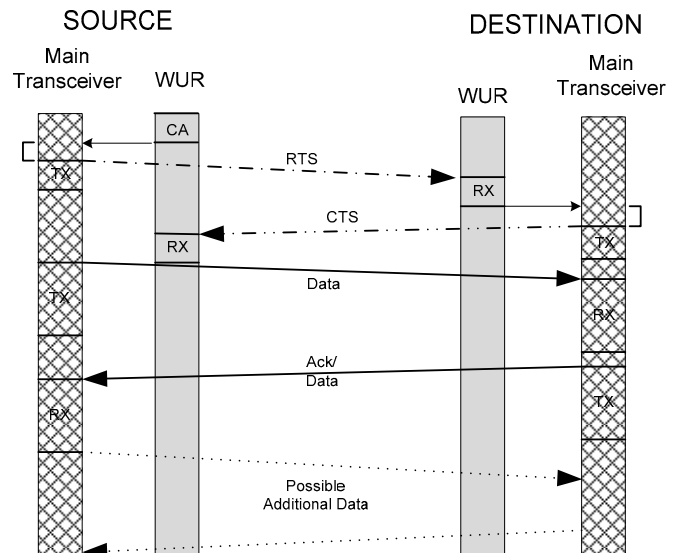 SOURCE
DESTINATION
Main
Transceiver
WUR
WUR
Main
Transceiver
CA
TX
RTS
RX
CTS
RX
TX
Data
TX
RX
Ack/
Data
RX
TX
Possible
Additional Data